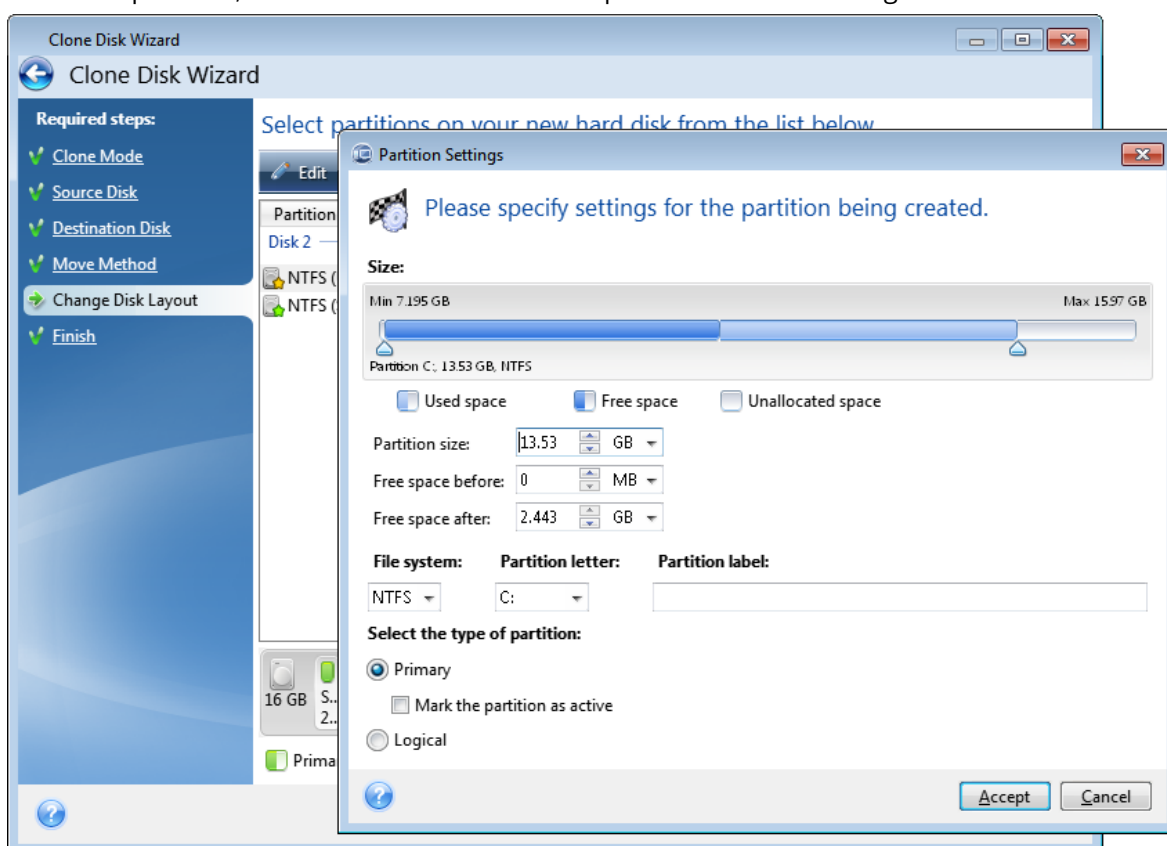 Clone Disk Wizard
Clone Disk Wizard
Required steps:
Clone Mode
Source Disk
Destination Disk
Move Method
Change Disk Layout
Finish
Select partitions on your new hard disk from the list below
Edit
Partition
Disk 2
NTFS (
NTFS (
16 GB
S..
2..
Prima
Partition Settings
Please specify settings for the partition being created.
Size:
Min 7.195 GB Max 15.97 GB
Partition C:, 13.53 GB, NTFS
Used space Free space Unallocated space
Partition size: 13.53 GB
Free space before: 0 MB
Free space after: 2.443 GB
File system: Partition letter: Partition label:
NTFS C:
Select the type of partition:
Primary
Mark the partition as active
Logical
Accept Cancel